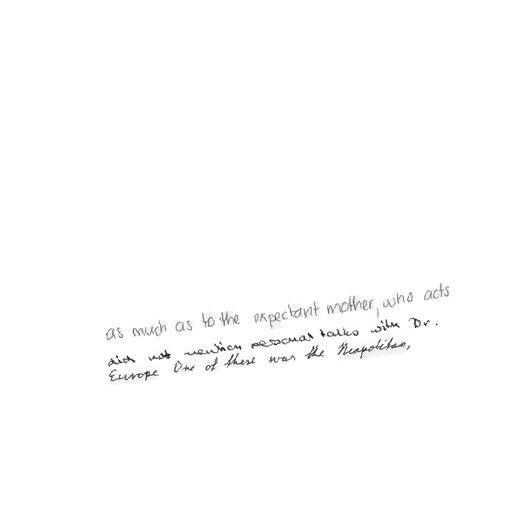 as much as to the expectant mother, who acts
did not mention personal talks with Dr.
Europe One of these was the Neapolitan,